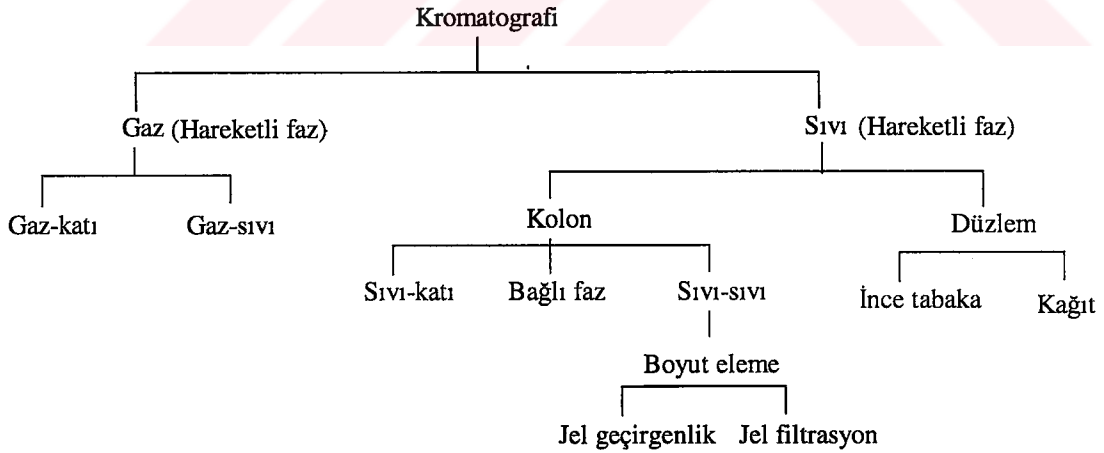 Kromatografi
Gaz (Hareketli faz)
Sıvı (Hareketli faz)
Gaz-katı
Gaz-sıvı
Kolon
Düzlem
Sıvı-katı
Bağlı faz
Sıvı-sıvı
İnce tabaka
Kağıt
Boyut eleme
Jel geçirgenlik
Jel filtrasyon